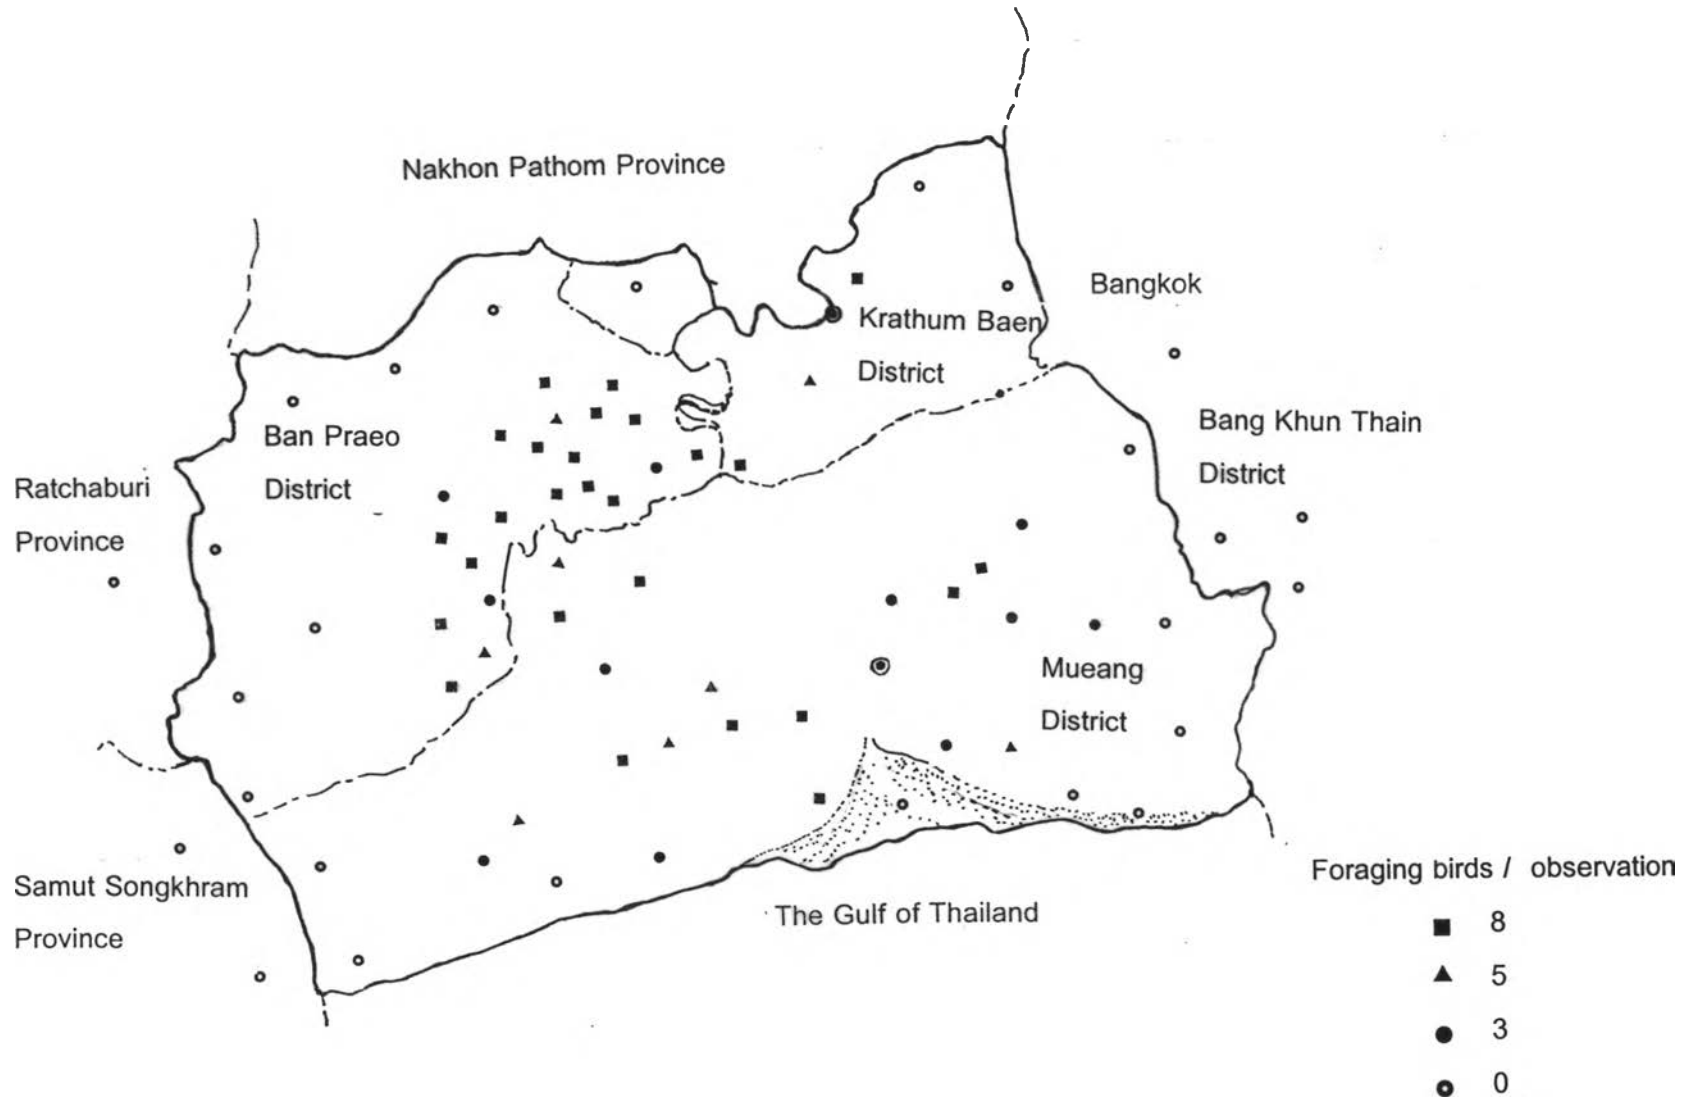 Nakhon Pathom Province
Bangkok
Krathum Baen
District
Bang Khun Thain
District
Ban Praeo
District
Ratchaburi
Province
Mueang
District
Samut Songkhram
Province
The Gulf of Thailand
Foraging birds / observation
8
5
3
0